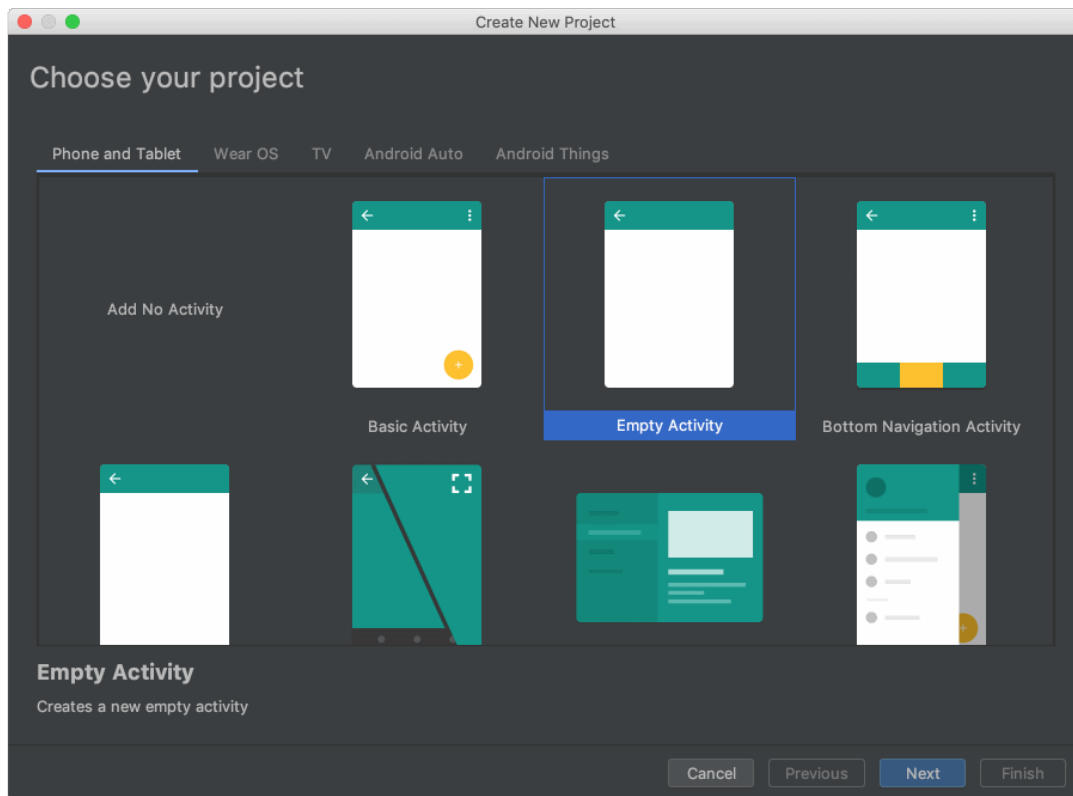 Create New Project
Choose your project
Phone and Tablet Wear OS TV Android Auto Android Things
Add No Activity
Basic Activity
Empty Activity
Bottom Navigation Activity
Empty Activity
Creates a new empty activity
Cancel Previous Next Finish